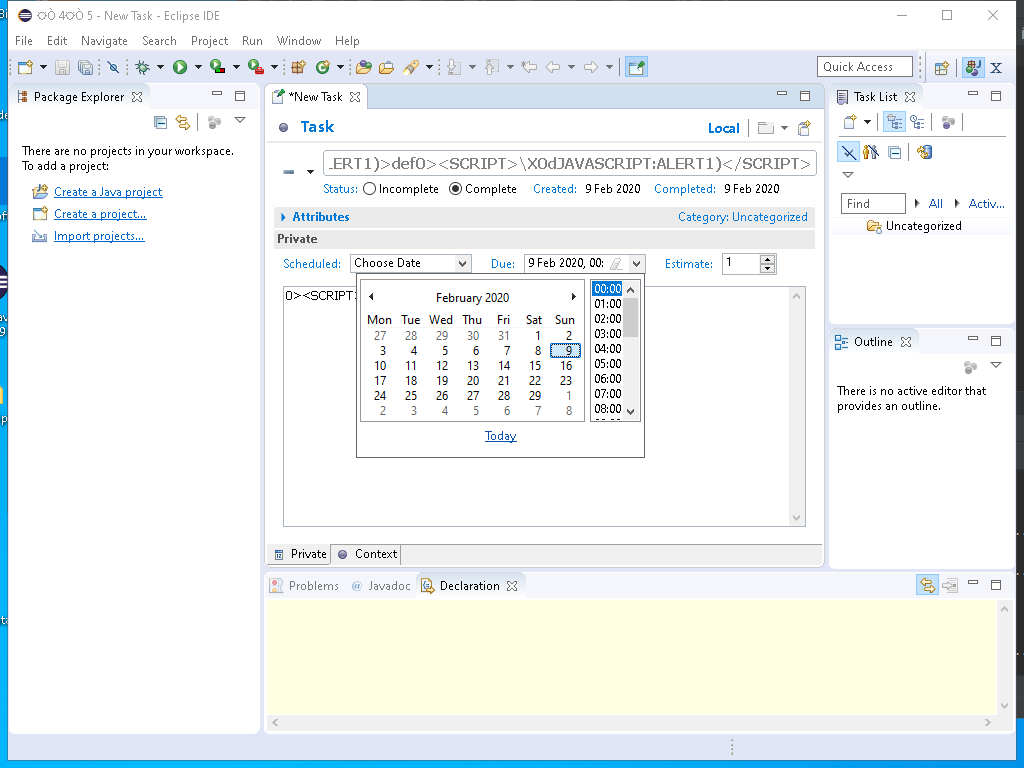 ѸÒ 4ѸÒ 5 - New Task - Eclipse IDE
File Edit Navigate Search Project Run Window Help
Quick Access
Package Explorer
There are no projects in your workspace.
To add a project:
Create a Java project
Create a project...
Import projects...
*New Task
Task
Local
.ERT1)>def0><SCRIPT>\X0dJAVASCRIPT:ALERT1)</SCRIPT>
Status: Incomplete Complete Created: 9 Feb 2020 Completed: 9 Feb 2020
Attributes Category: Uncategorized
Private
Scheduled: Choose Date Due: 9 Feb 2020, 00: Estimate: 1
0><SCRIPT>
February 2020
Mon Tue Wed Thu Fri Sat Sun
27 28 29 30 31 1 2
3 4 5 6 7 8 9
10 11 12 13 14 15 16
17 18 19 20 21 22 23
24 25 26 27 28 29 1
2 3 4 5 6 7 8
00:00
01:00
02:00
03:00
04:00
05:00
06:00
07:00
08:00
Today
Private Context
Task List
Find All Activ...
Uncategorized
Outline
There is no active editor that
provides an outline.
Problems @ Javadoc Declaration